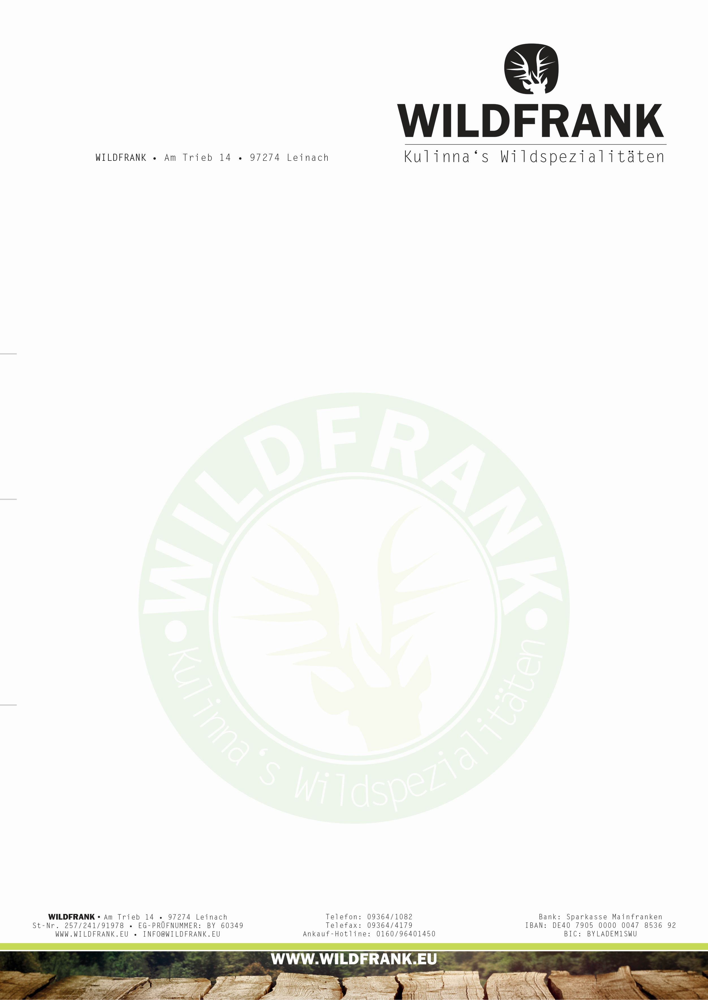 WILDFRANK
Kulinna‘s Wildspezialitäten
WILDFRANK • Am Trieb 14 • 97274 Leinach
WILDFRANK
Kulinna‘s Wildspezialitäten
WILDFRANK • Am Trieb 14 • 97274 Leinach
St-Nr. 257/241/91978 • EG-PRÜFNUMMER: BY 60349
WWW.WILDFRANK.EU • INFO@WILDFRANK.EU
Telefon: 09364/1082
Telefax: 09364/4179
Ankauf-Hotline: 0160/96401450
Bank: Sparkasse Mainfranken
IBAN: DE40 7905 0000 0047 8536 92
BIC: BYLADEM1SWU
WWW.WILDFRANK.EU